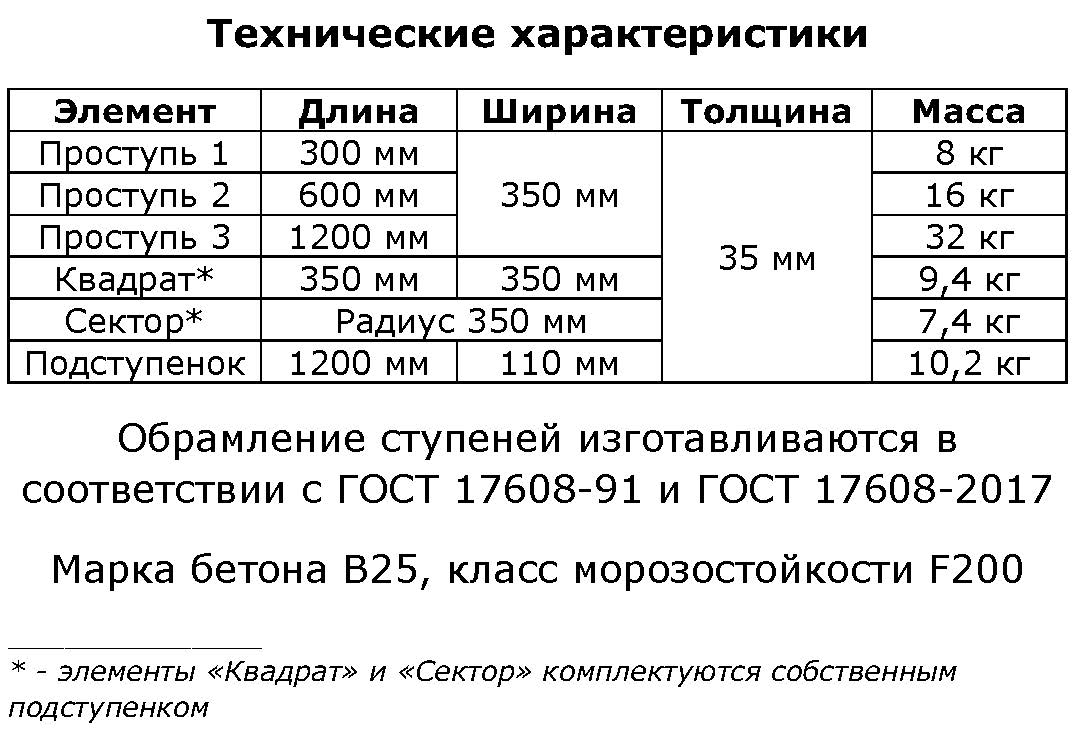 Технические характеристики
Элемент Длина Ширина Толщина Масса
Проступь 1 300 мм 8 кг
Проступь 2 600 мм 350 мм 16 кг
Проступь 3 1200 мм 32 кг
35 мм
Квадрат* 350 мм 350 мм 9,4 кг
Сектор* Радиус 350 мм 7,4 кг
Подступенок 1200 мм 110 мм 10,2 кг
Обрамление ступеней изготавливаются в
соответствии с ГОСТ 17608-91 и ГОСТ 17608-2017
Марка бетона В25, класс морозостойкости F200
* - элементы «Квадрат» и «Сектор» комплектуются собственным
подступенком